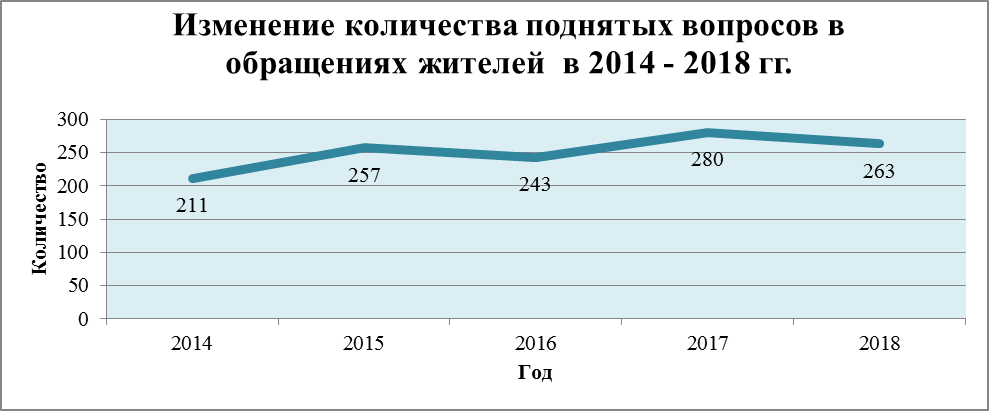 Изменение количества поднятых вопросов в
обращениях жителей  в 2014 - 2018 гг.
Количество
300
250
200
150
100
50
0
211
257
243
280
263
2014 2015 2016 2017 2018
Год